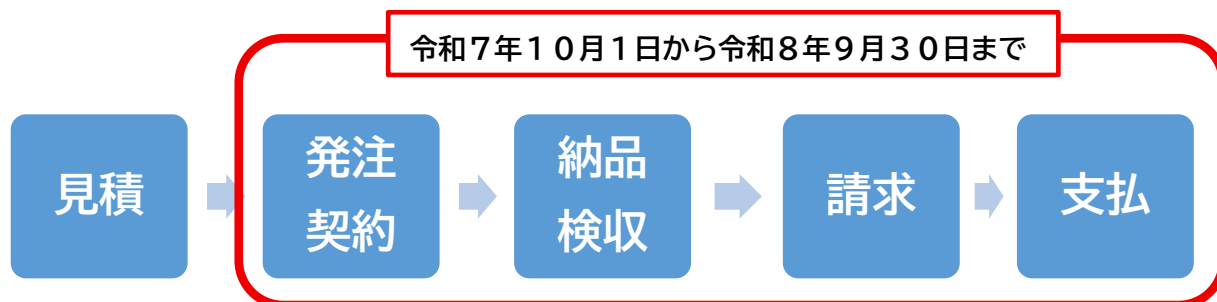 令和７年１０月１日から令和８年９月３０日まで
見積
発注
契約
納品
検収
請求
支払